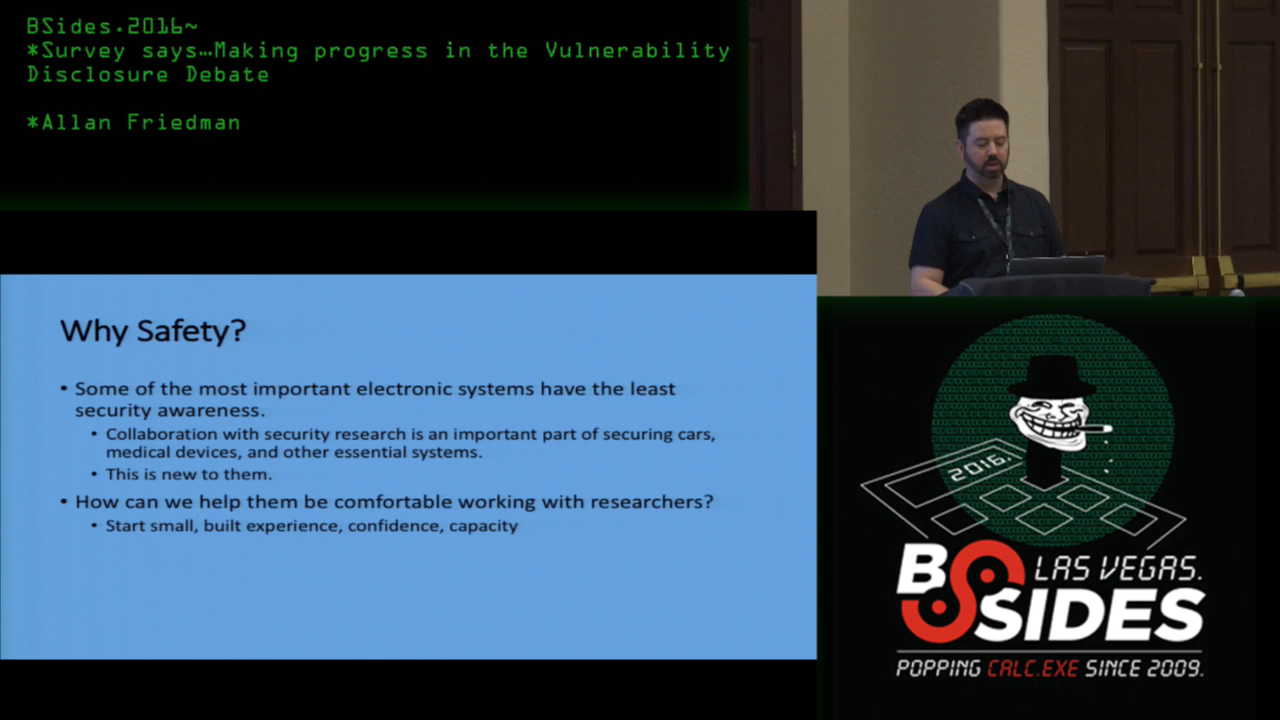 BSides.2016~
*Survey says…Making progress in the Vulnerability
Disclosure Debate
*Allan Friedman
Why Safety?
• Some of the most important electronic systems have the least
security awareness.
• Collaboration with security research is an important part of securing cars,
medical devices, and other essential systems.
• This is new to them.
• How can we help them be comfortable working with researchers?
• Start small, built experience, confidence, capacity
2016.
BSIDES
LAS VEGAS.
POPPING CALC.EXE SINCE 2009.